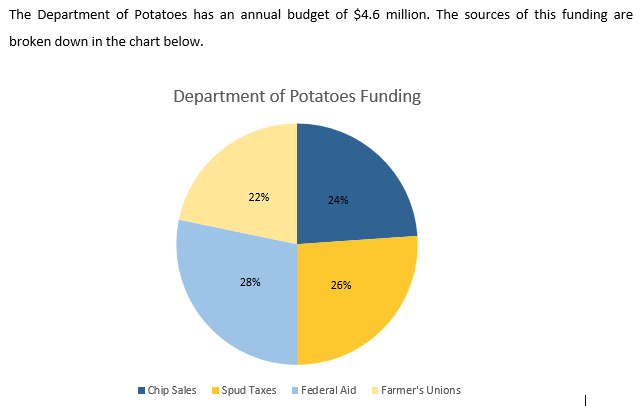 The Department of Potatoes has an annual budget of $4.6 million. The sources of this funding are
broken down in the chart below.
Department of Potatoes Funding
22%
24%
28%
26%
Chip Sales
Spud Taxes
Federal Aid
Farmer's Unions